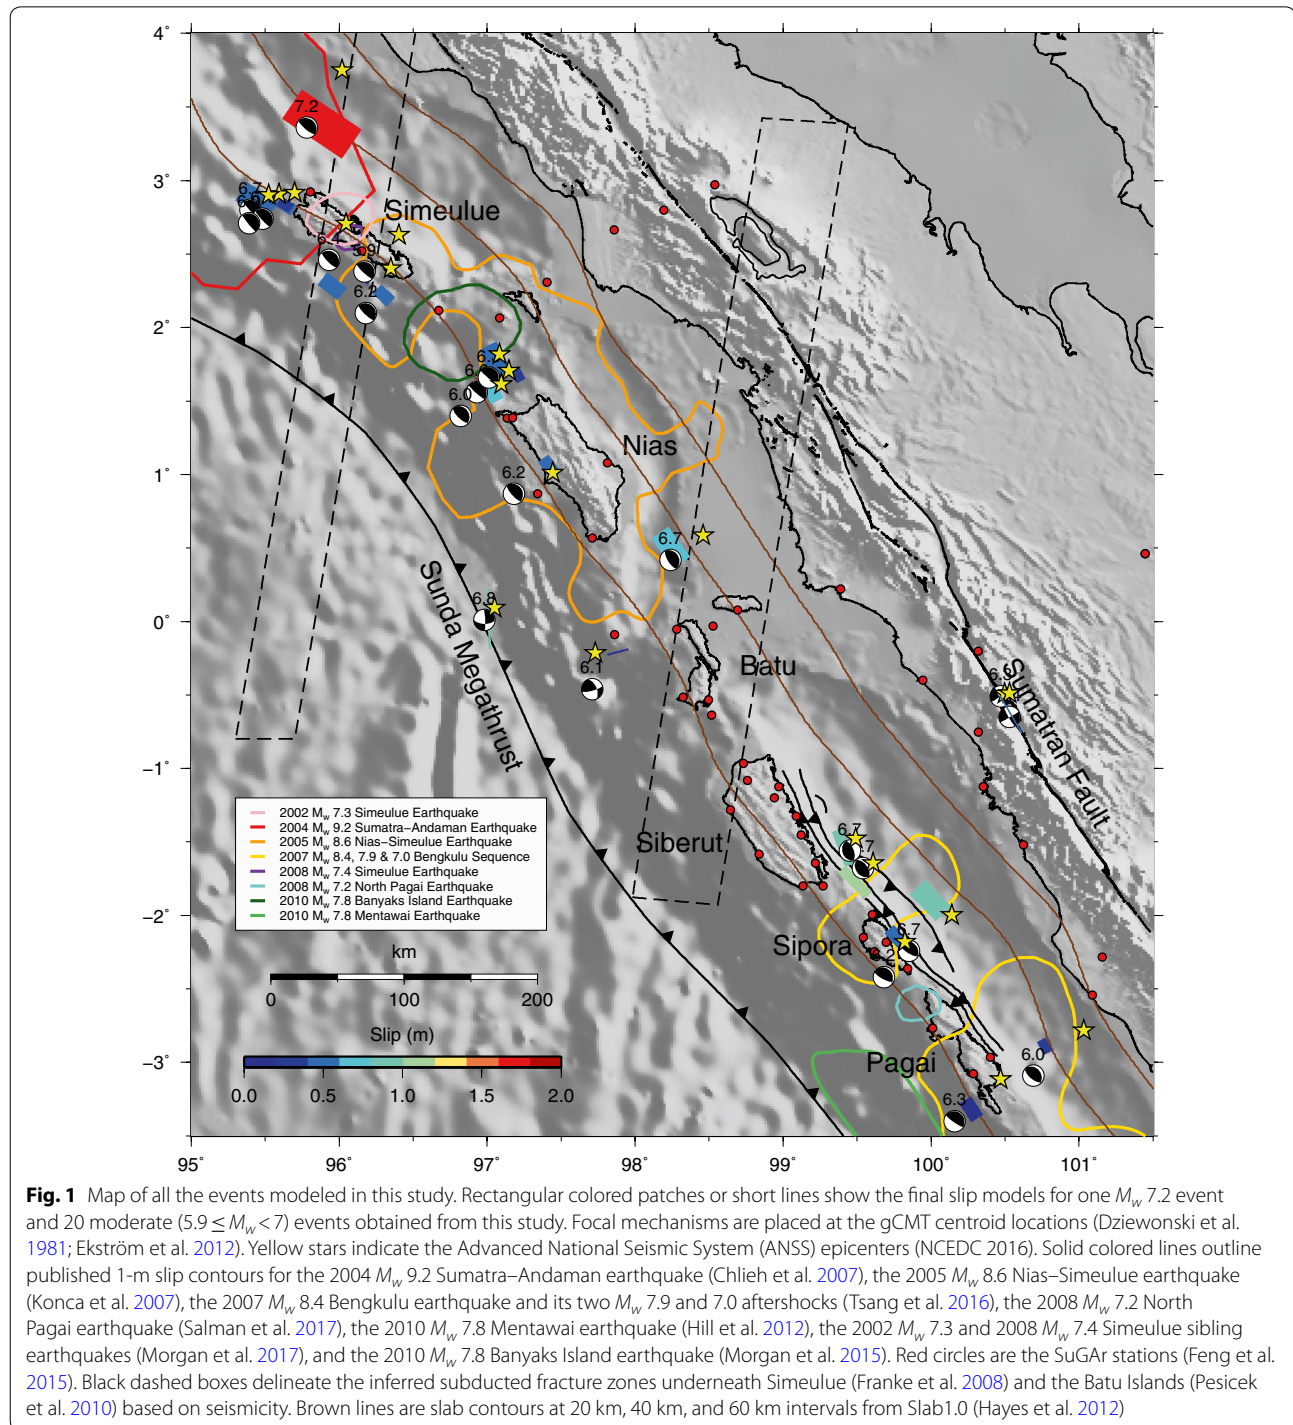 4°
3°
2°
1°
0°
−1°
−2°
−3°
95°
96°
97°
98°
99°
100°
101°
7.2
6.7
Simeulue
6.4
5.9
6.2
6.0
Nias
6.2
6.7
6.8
Sunda Megathrust
6.1
Batu
6.3
Sumatran Fault
Siberut
6.7
Sipora
6.7
Pagai
6.0
6.3
2002 Mw 7.3 Simeulue Earthquake
2004 Mw 9.2 Sumatra−Andaman Earthquake
2005 Mw 8.6 Nias−Simeulue Earthquake
2007 Mw 8.4, 7.9 & 7.0 Bengkulu Sequence
2008 Mw 7.4 Simeulue Earthquake
2008 Mw 7.2 North Pagai Earthquake
2010 Mw 7.8 Banyaks Island Earthquake
2010 Mw 7.8 Mentawai Earthquake
km
0 100 200
Slip (m)
0.0 0.5 1.0 1.5 2.0
Fig. 1 Map of all the events modeled in this study. Rectangular colored patches or short lines show the final slip models for one Mw 7.2 event
and 20 moderate (5.9 ≤ Mw < 7) events obtained from this study. Focal mechanisms are placed at the gCMT centroid locations (Dziewonski et al.
1981; Ekström et al. 2012). Yellow stars indicate the Advanced National Seismic System (ANSS) epicenters (NCEDC 2016). Solid colored lines outline
published 1-m slip contours for the 2004 Mw 9.2 Sumatra–Andaman earthquake (Chlieh et al. 2007), the 2005 Mw 8.6 Nias–Simeulue earthquake
(Konca et al. 2007), the 2007 Mw 8.4 Bengkulu earthquake and its two Mw 7.9 and 7.0 aftershocks (Tsang et al. 2016), the 2008 Mw 7.2 North
Pagai earthquake (Salman et al. 2017), the 2010 Mw 7.8 Mentawai earthquake (Hill et al. 2012), the 2002 Mw 7.3 and 2008 Mw 7.4 Simeulue sibling
earthquakes (Morgan et al. 2017), and the 2010 Mw 7.8 Banyaks Island earthquake (Morgan et al. 2015). Red circles are the SuGAr stations (Feng et al.
2015). Black dashed boxes delineate the inferred subducted fracture zones underneath Simeulue (Franke et al. 2008) and the Batu Islands (Pesicek
et al. 2010) based on seismicity. Brown lines are slab contours at 20 km, 40 km, and 60 km intervals from Slab1.0 (Hayes et al. 2012)